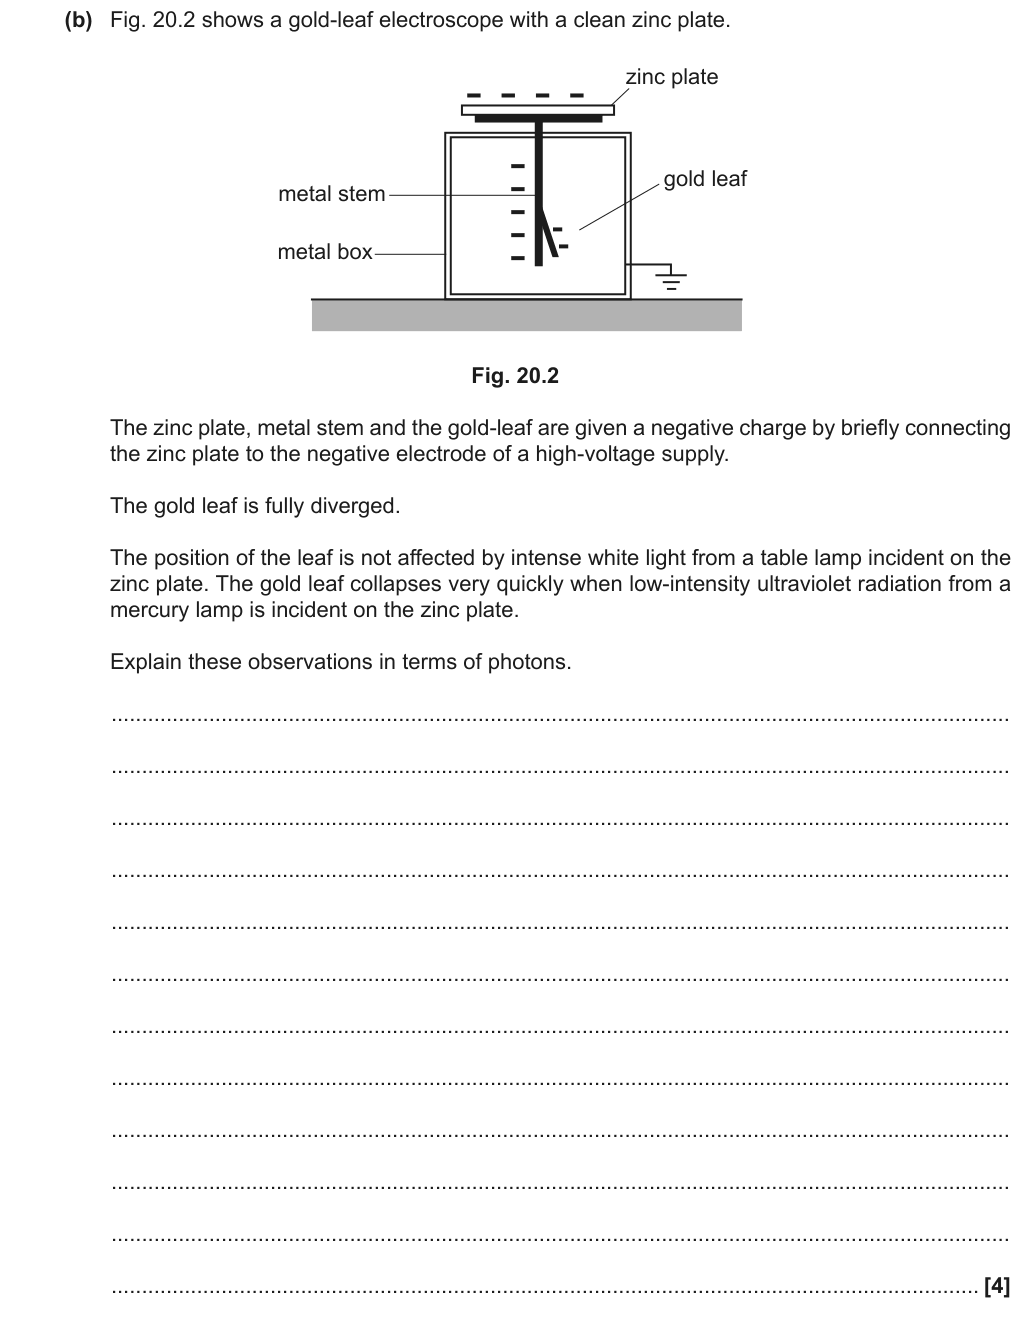 (b) Fig. 20.2 shows a gold-leaf electroscope with a clean zinc plate.
zinc plate
gold leaf
metal stem
metal box
Fig. 20.2
The zinc plate, metal stem and the gold-leaf are given a negative charge by briefly connecting
the zinc plate to the negative electrode of a high-voltage supply.
The gold leaf is fully diverged.
The position of the leaf is not affected by intense white light from a table lamp incident on the
zinc plate. The gold leaf collapses very quickly when low-intensity ultraviolet radiation from a
mercury lamp is incident on the zinc plate.
Explain these observations in terms of photons.
[4]